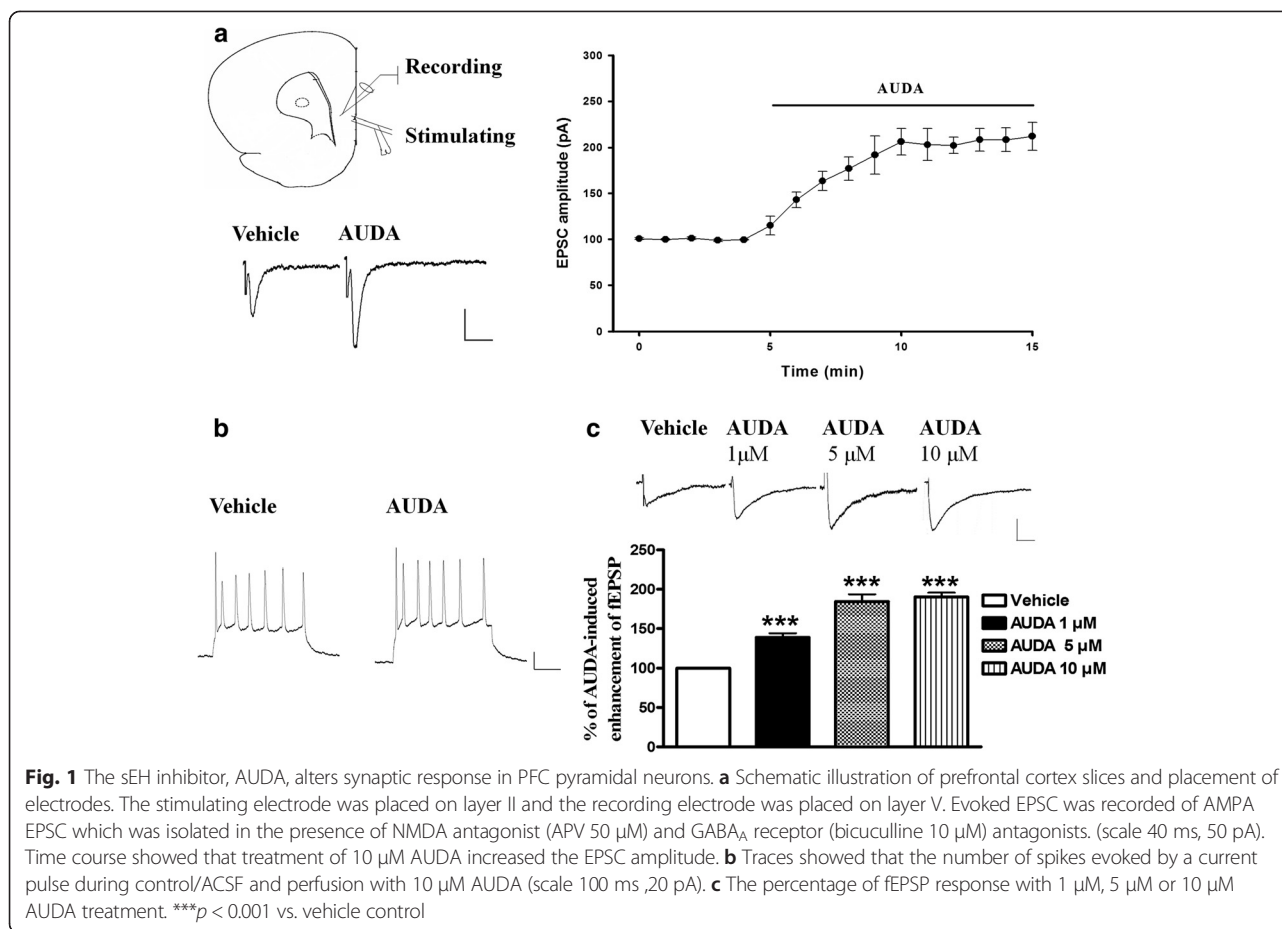 a
Recording
Stimulating
Vehicle AUDA
AUDA
EPSC amplitude (pA)
300
250
200
150
100
50
0
0 5 10 15
Time (min)
b
Vehicle AUDA
c
Vehicle AUDA AUDA AUDA
1μM 5 μM 10 μM
% of AUDA-induced
enhancement of fEPSP
250
200
150
100
50
0
*** *** ***
Vehicle
AUDA 1 μM
AUDA 5 μM
AUDA 10 μM
Fig. 1 The sEH inhibitor, AUDA, alters synaptic response in PFC pyramidal neurons. a Schematic illustration of prefrontal cortex slices and placement of
electrodes. The stimulating electrode was placed on layer II and the recording electrode was placed on layer V. Evoked EPSC was recorded of AMPA
EPSC which was isolated in the presence of NMDA antagonist (APV 50 μM) and GABAA receptor (bicuculline 10 μM) antagonists. (scale 40 ms, 50 pA).
Time course showed that treatment of 10 μM AUDA increased the EPSC amplitude. b Traces showed that the number of spikes evoked by a current
pulse during control/ACSF and perfusion with 10 μM AUDA (scale 100 ms ,20 pA). c The percentage of fEPSP response with 1 μM, 5 μM or 10 μM
AUDA treatment. ***p < 0.001 vs. vehicle control